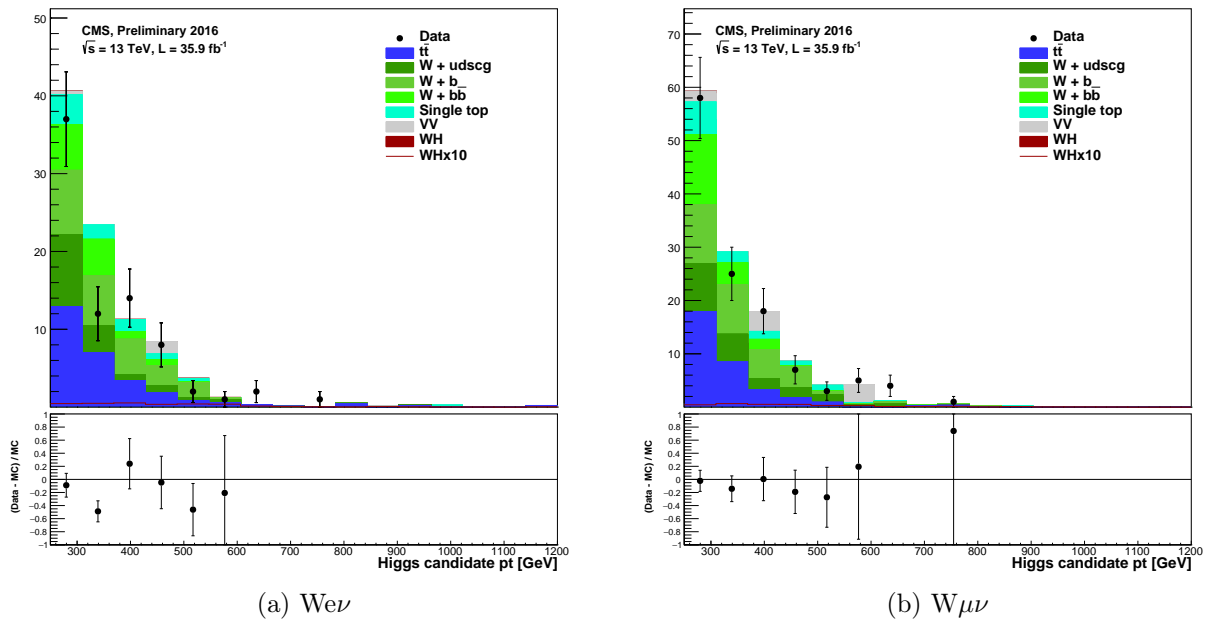 CMS, Preliminary 2016
√s = 13 TeV, L = 35.9 fb⁻¹
Data
tt̄
W + udscg
W + b_
W + bb̄
Single top
VV
WH
WHx10
50
40
30
20
10
(Data - MC) / MC
1
0.8
0.6
0.4
0.2
0
−0.2
−0.4
−0.6
−0.8
−1
300 400 500 600 700 800 900 1000 1100 1200
Higgs candidate pt [GeV]
(a) Weν
CMS, Preliminary 2016
√s = 13 TeV, L = 35.9 fb⁻¹
Data
tt̄
W + udscg
W + b_
W + bb̄
Single top
VV
WH
WHx10
70
60
50
40
30
20
10
(Data - MC) / MC
1
0.8
0.6
0.4
0.2
0
−0.2
−0.4
−0.6
−0.8
−1
300 400 500 600 700 800 900 1000 1100 1200
Higgs candidate pt [GeV]
(b) Wμν